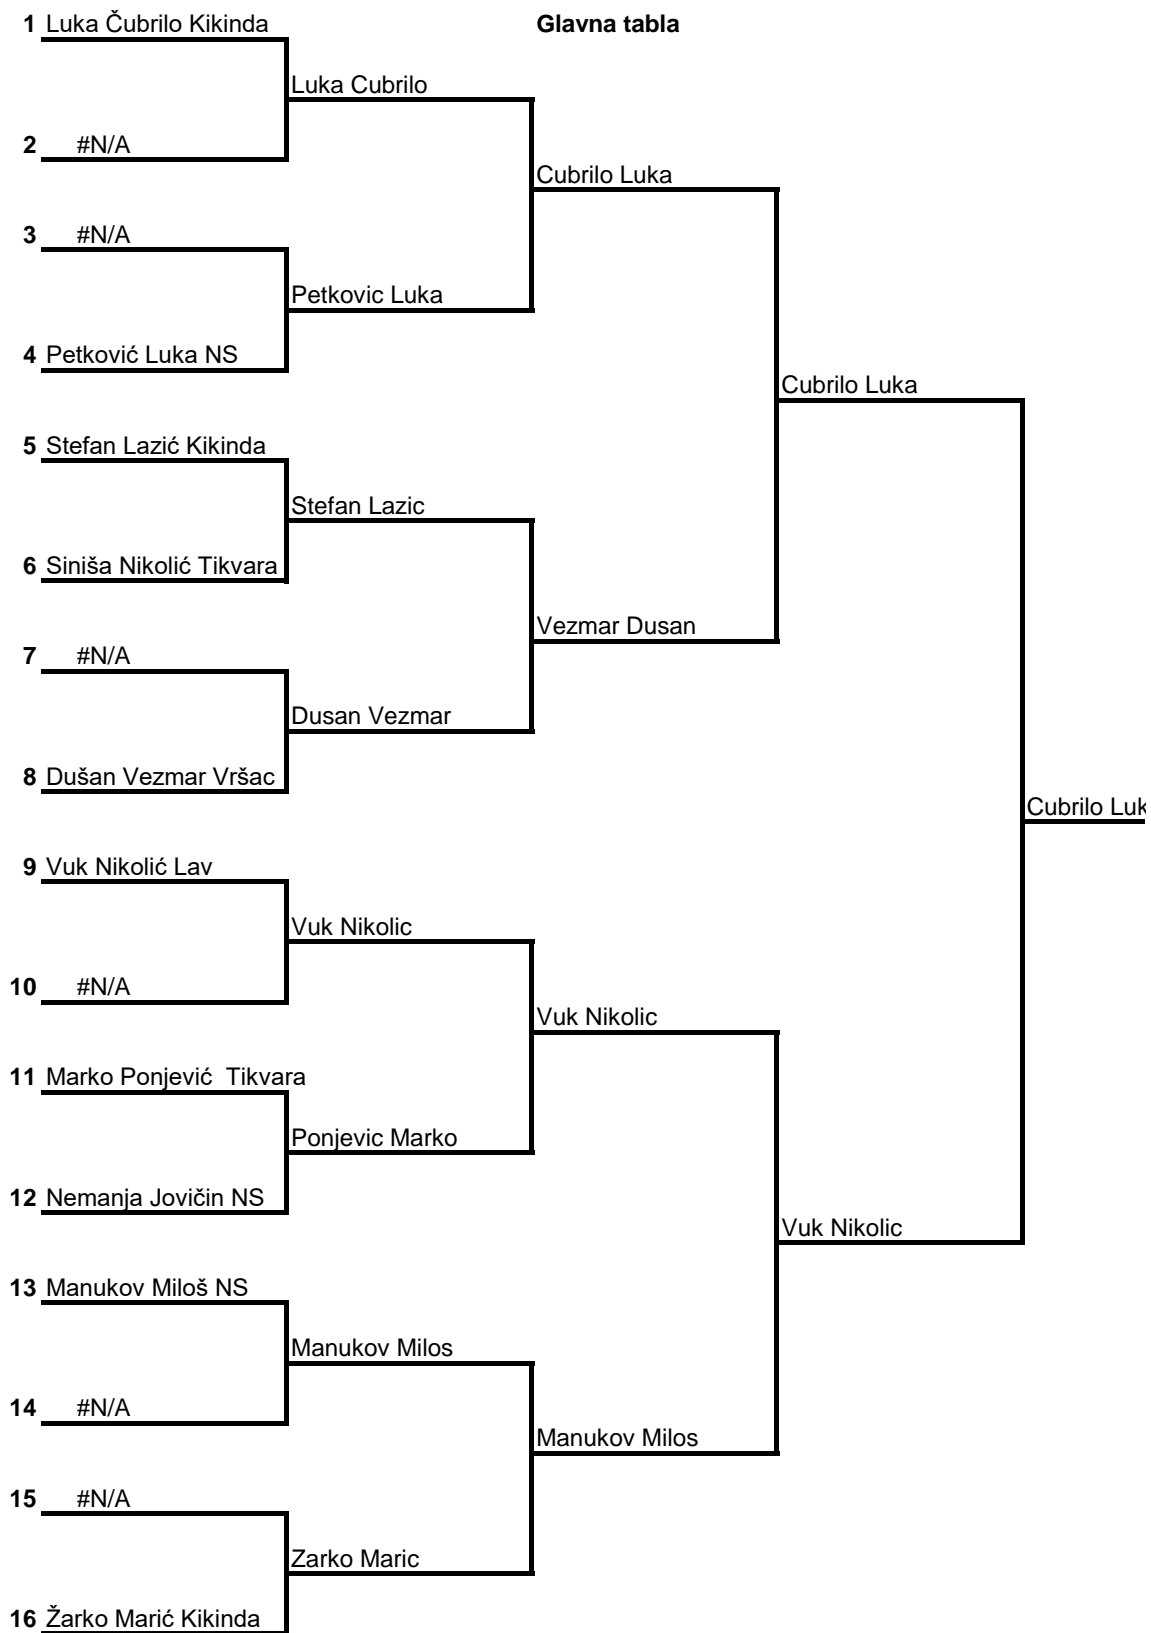 1 Luka Čubrilo Kikinda
Glavna tabla
Luka Cubrilo
2 #N/A
Cubrilo Luka
3 #N/A
Petkovic Luka
4 Petković Luka NS
Cubrilo Luka
5 Stefan Lazić Kikinda
Stefan Lazic
6 Siniša Nikolić Tikvara
Vezmar Dusan
7 #N/A
Dusan Vezmar
8 Dušan Vezmar Vršac
Cubrilo Luk
9 Vuk Nikolić Lav
Vuk Nikolic
10 #N/A
Vuk Nikolic
11 Marko Ponjević  Tikvara
Ponjevic Marko
12 Nemanja Jovičin NS
Vuk Nikolic
13 Manukov Miloš NS
Manukov Milos
14 #N/A
Manukov Milos
15 #N/A
Zarko Maric
16 Žarko Marić Kikinda